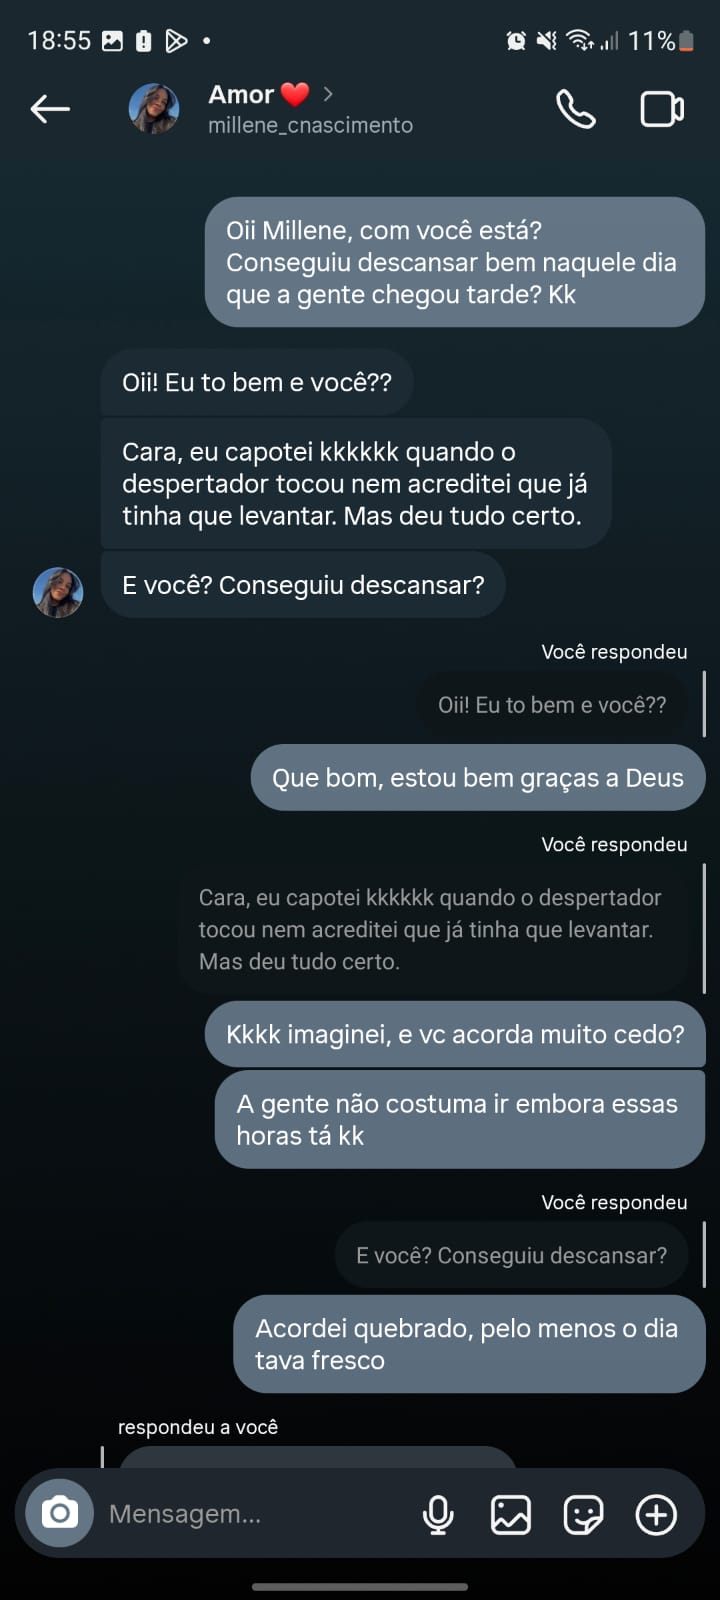 18:55
11%
Amor ❤️
millene_cnascimento
Oii Millene, com você está?
Conseguiu descansar bem naquele dia
que a gente chegou tarde? Kk
Oii! Eu to bem e você??
Cara, eu capotei kkkkkk quando o
despertador tocou nem acreditei que já
tinha que levantar. Mas deu tudo certo.
E você? Conseguiu descansar?
Você respondeu
Oii! Eu to bem e você??
Que bom, estou bem graças a Deus
Você respondeu
Cara, eu capotei kkkkkk quando o despertador
tocou nem acreditei que já tinha que levantar.
Mas deu tudo certo.
Kkkk imaginei, e vc acorda muito cedo?
A gente não costuma ir embora essas
horas tá kk
Você respondeu
E você? Conseguiu descansar?
Acordei quebrado, pelo menos o dia
tava fresco
respondeu a você
Mensagem...